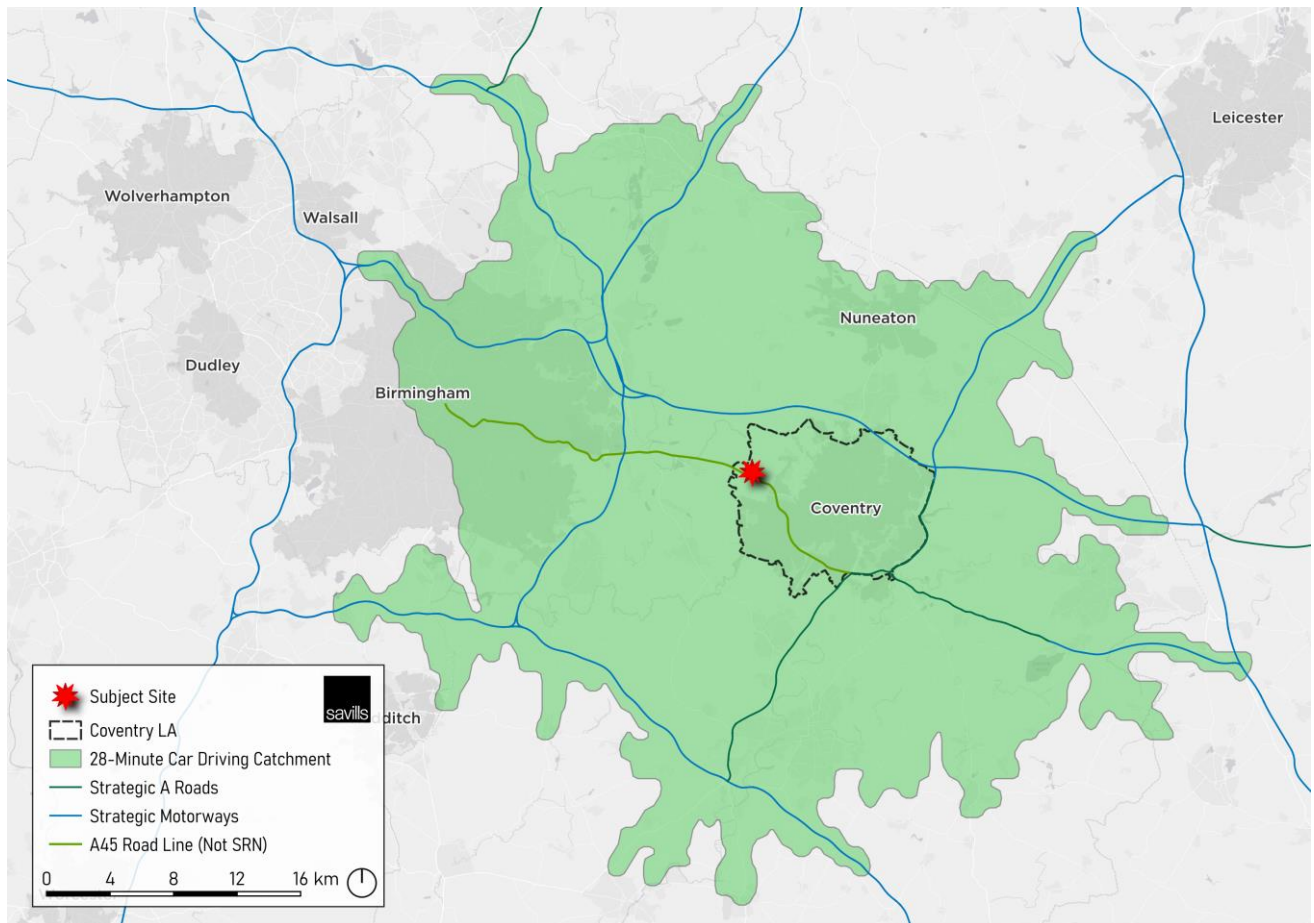 Leicester
Wolverhampton
Walsall
Nuneaton
Dudley
Birmingham
Coventry
dditch
Subject Site
savills
Coventry LA
28-Minute Car Driving Catchment
Strategic A Roads
Strategic Motorways
A45 Road Line (Not SRN)
0 4 8 12 16 km